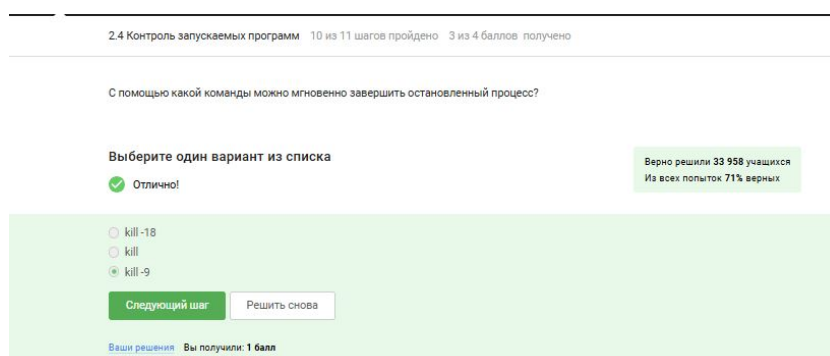 2.4 Контроль запускаемых программ 10 из 11 шагов пройдено 3 из 4 баллов получено
С помощью какой команды можно мгновенно завершить остановленный процесс?
Выберите один вариант из списка
Отлично!
Верно решили 33 958 учащихся
Из всех попыток 71% верных
kill -18
kill
kill -9
Следующий шаг Решить снова
Ваши решения Вы получили: 1 балл